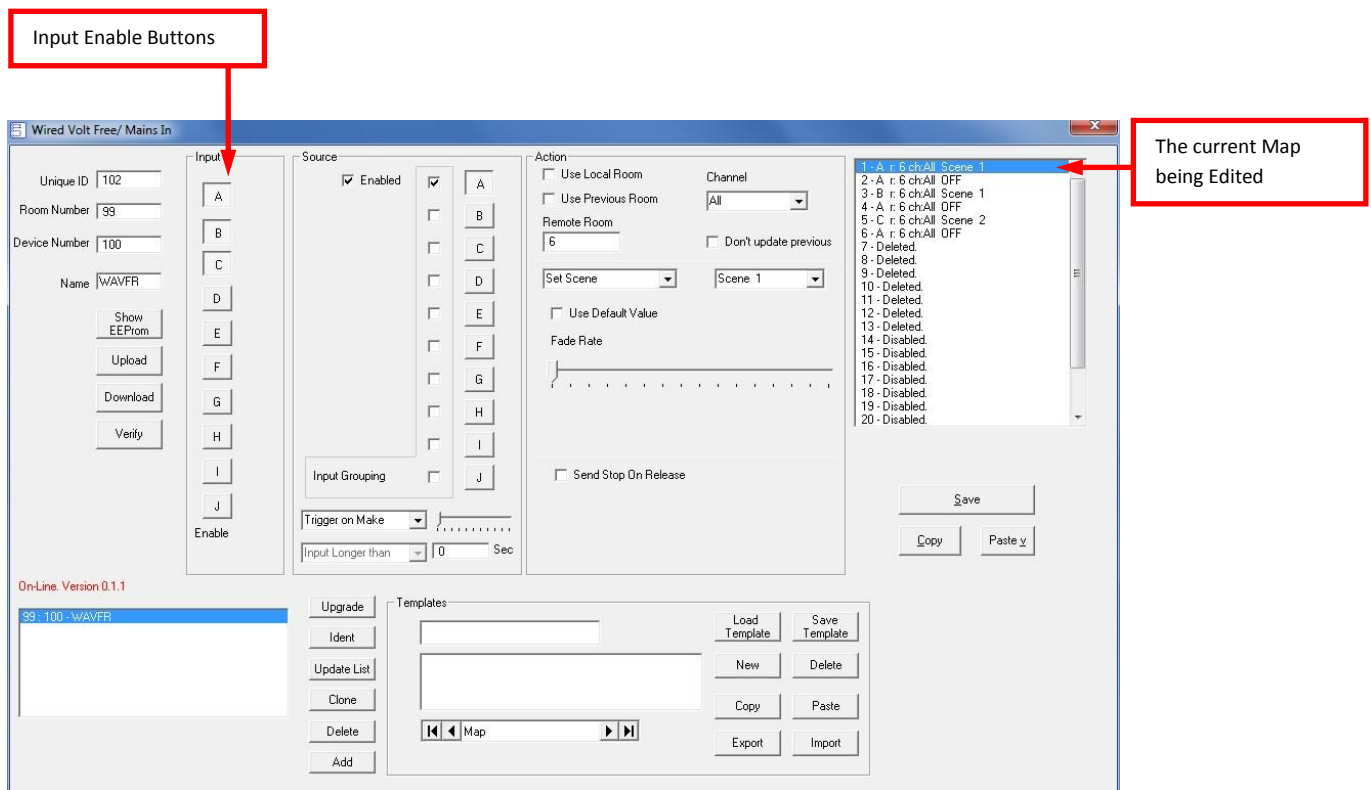 Input Enable Buttons
Wired Volt Free/ Mains In
x
The current Map
being Edited
Unique ID 102
Room Number 99
Device Number 100
Name WAVFR
Show
EEProm
Upload
Download
Verify
Input
A
B
C
D
E
F
G
H
I
J
Enable
Source
Enabled
A
B
C
D
E
F
G
H
I
Input Grouping J
Trigger on Make
Input Longer than 0 Sec
Action
Use Local Room
Use Previous Room
Remote Room
6
Channel
All
Don't update previous
Set Scene Scene 1
Use Default Value
Fade Rate
Send Stop On Release
1 - A r: 6 ch:All Scene 1
2 - A r: 6 ch:All OFF
3 - B r: 6 ch:All Scene 1
4 - A r: 6 ch:All OFF
5 - C r: 6 ch:All Scene 2
6 - A r: 6 ch:All OFF
7 - Deleted.
8 - Deleted.
9 - Deleted.
10 - Deleted.
11 - Deleted.
12 - Deleted.
13 - Deleted.
14 - Disabled.
15 - Disabled.
16 - Disabled.
17 - Disabled.
18 - Disabled.
19 - Disabled.
20 - Disabled.
Save
Copy Paste v
On-Line. Version 0.1.1
99 : 100 - WAVFR
Upgrade
Ident
Update List
Clone
Delete
Add
Templates
Map
Load
Template
Save
Template
New Delete
Copy Paste
Export Import